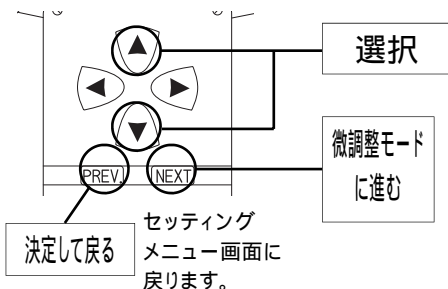 選択
微調整モード
に進む
PREV.
NEXT
決定して戻る
セッティング
メニュー画面に
戻ります。